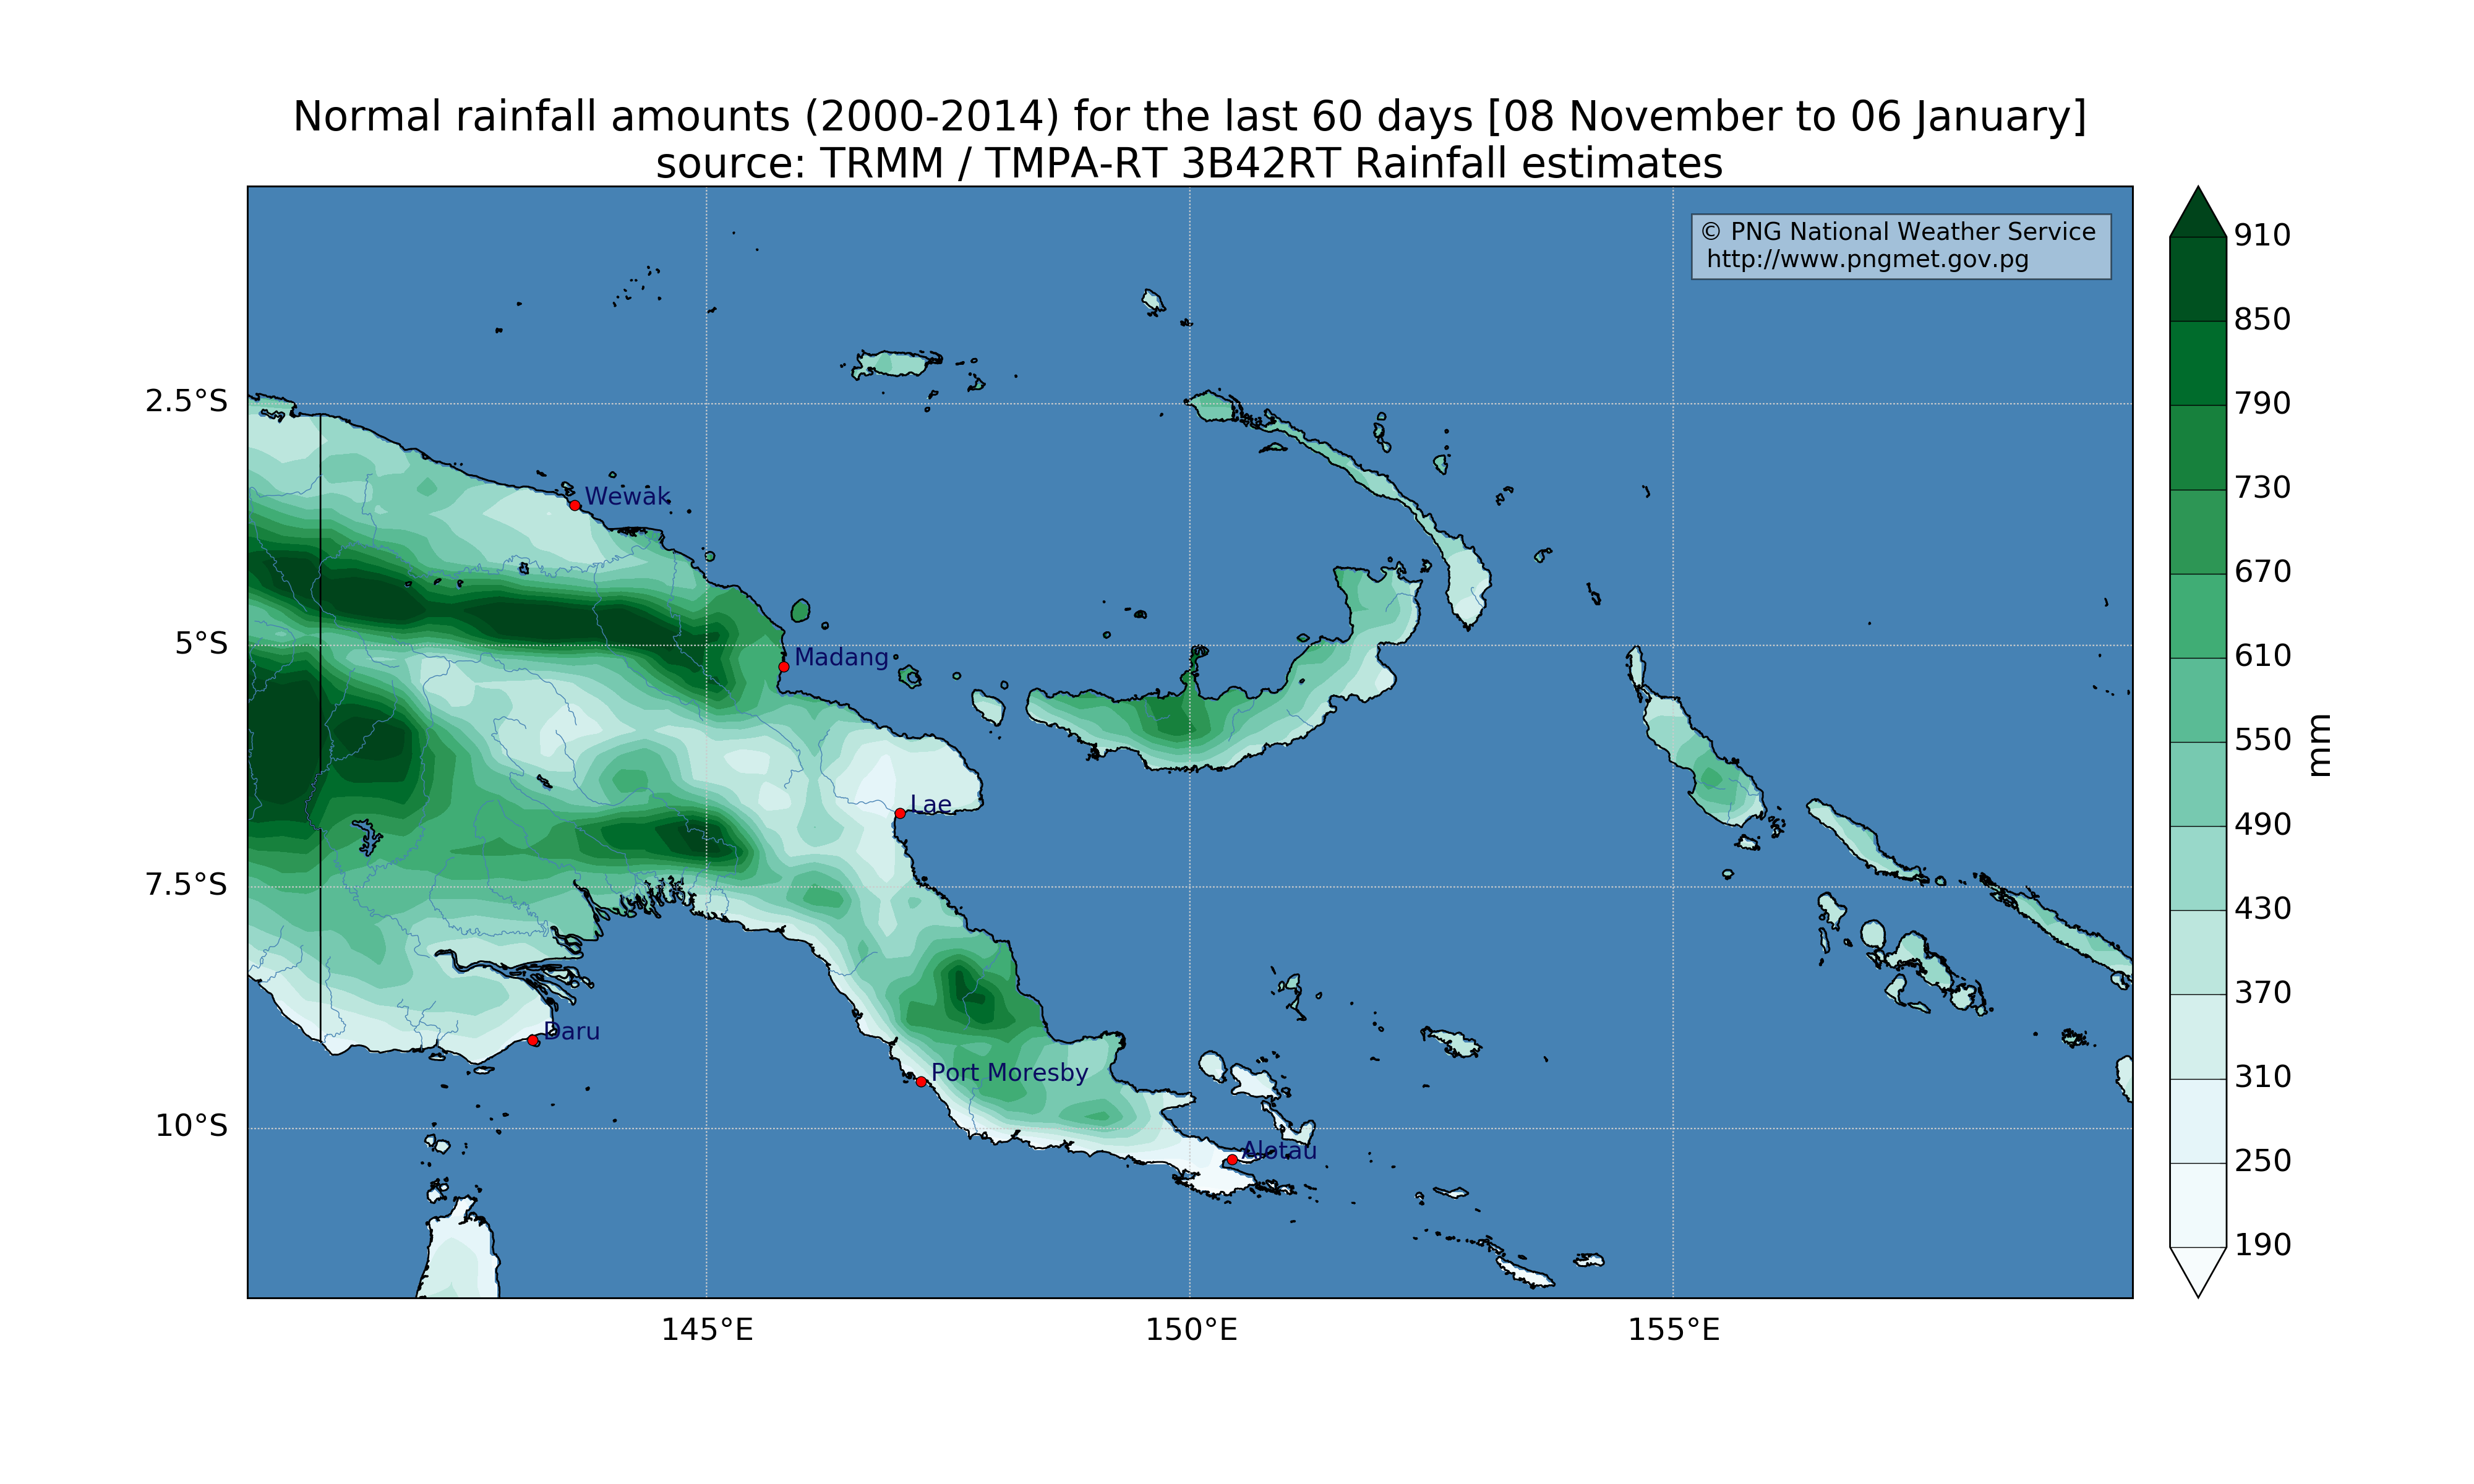 Normal rainfall amounts (2000-2014) for the last 60 days [08 November to 06 January]
source: TRMM / TMPA-RT 3B42RT Rainfall estimates
© PNG National Weather Service
http://www.pngmet.gov.pg
2.5°S
5°S
7.5°S
10°S
Wewak
Madang
Lae
Daru
Port Moresby
Alotau
145°E
150°E
155°E
910
850
790
730
670
610
550
490
430
370
310
250
190
mm